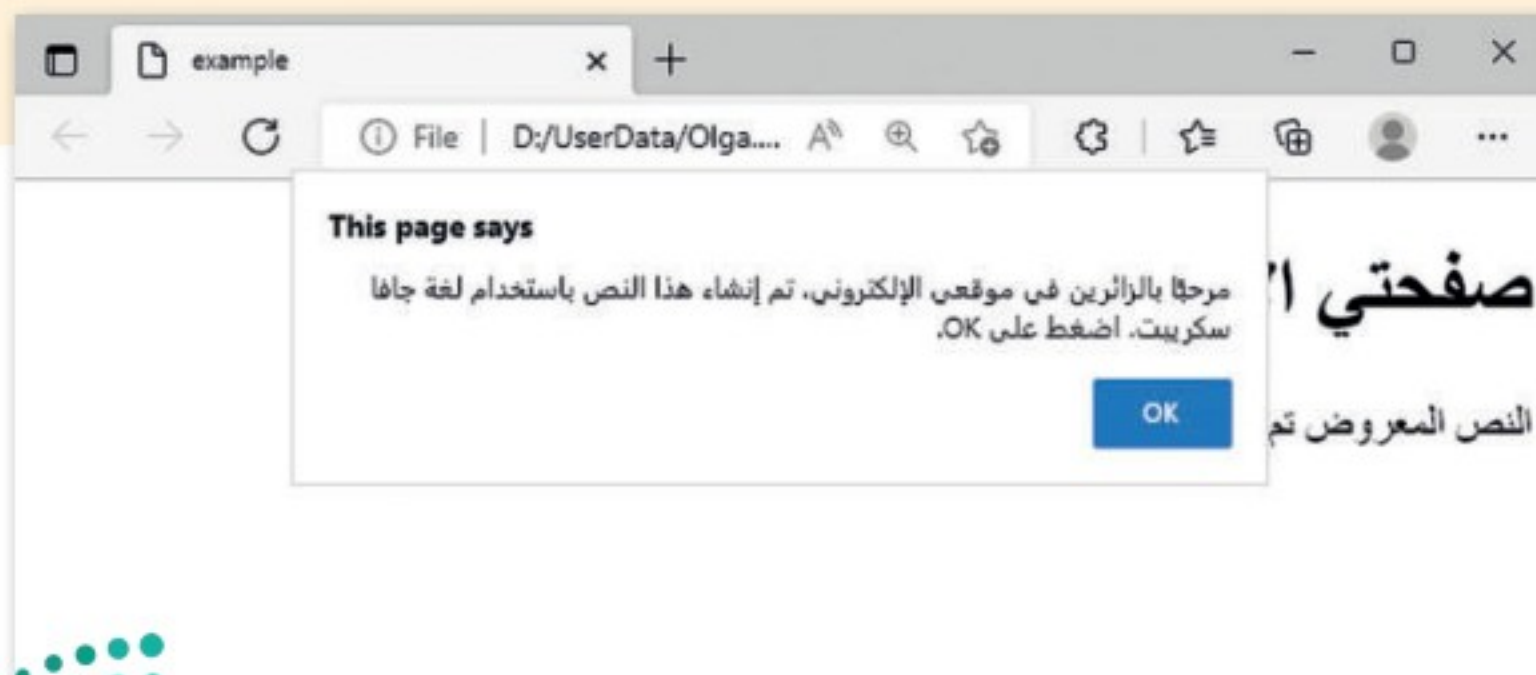 example
File | D:/UserData/Olga....
This page says
مرحبًا بالزائرين في موقعي الإلكتروني. تم إنشاء هذا النص باستخدام لغة جافا
سكريبت. اضغط على OK.
OK
صفحتي
النص المعروض تم